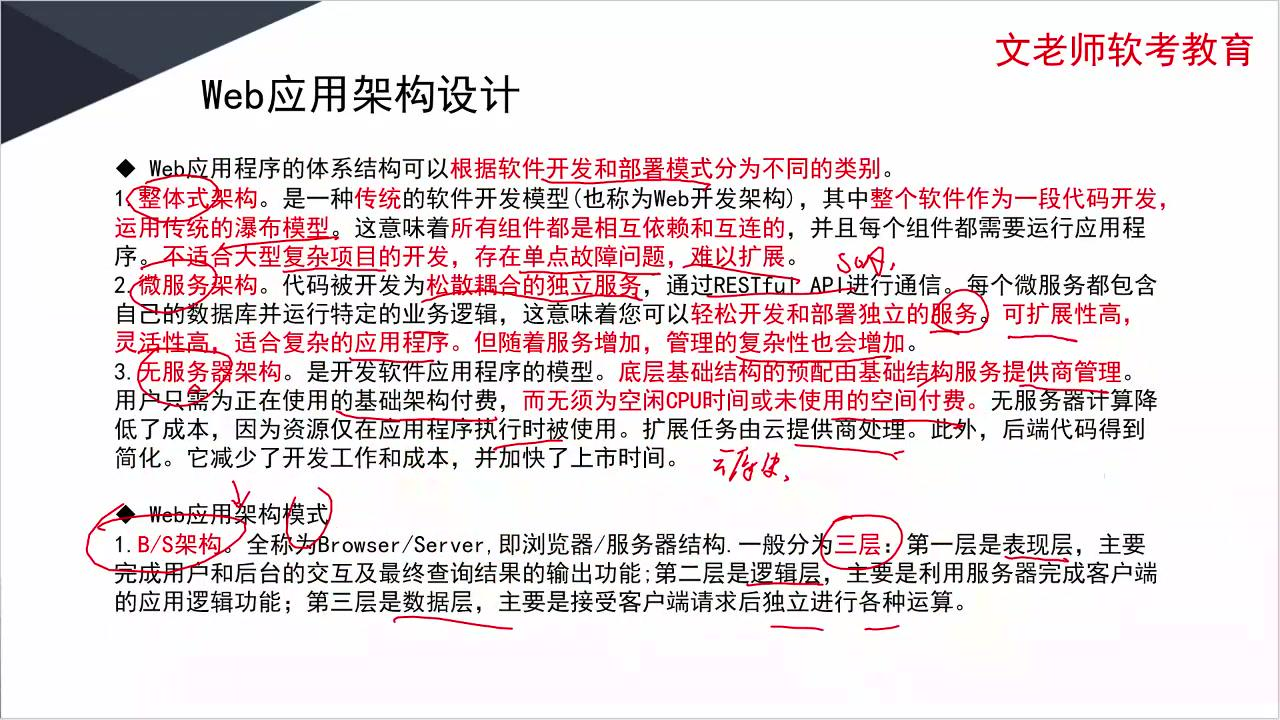 文老师软考教育
Web应用架构设计
◆ Web应用程序的体系结构可以根据软件开发和部署模式分为不同的类别。
1.整体式架构。是一种传统的软件开发模型(也称为Web开发架构)，其中整个软件作为一段代码开发，
运用传统的瀑布模型。这意味着所有组件都是相互依赖和互连的，并且每个组件都需要运行应用程
序。不适合大型复杂项目的开发，存在单点故障问题，难以扩展。
2.微服务架构。代码被开发为松散耦合的独立服务，通过RESTful API进行通信。每个微服务都包含
自己的数据库并运行特定的业务逻辑，这意味着您可以轻松开发和部署独立的服务。可扩展性高，
灵活性高，适合复杂的应用程序。但随着服务增加，管理的复杂性也会增加。
3.无服务器架构。是开发软件应用程序的模型。底层基础结构的预配由基础结构服务提供商管理。
用户只需为正在使用的基础架构付费，而无须为空闲CPU时间或未使用的空间付费。无服务器计算降
低了成本，因为资源仅在应用程序执行时被使用。扩展任务由云提供商处理。此外，后端代码得到
简化。它减少了开发工作和成本，并加快了上市时间。
◆ Web应用架构模式
1.B/S架构。全称为Browser/Server,即浏览器/服务器结构.一般分为三层：第一层是表现层，主要
完成用户和后台的交互及最终查询结果的输出功能;第二层是逻辑层，主要是利用服务器完成客户端
的应用逻辑功能；第三层是数据层，主要是接受客户端请求后独立进行各种运算。